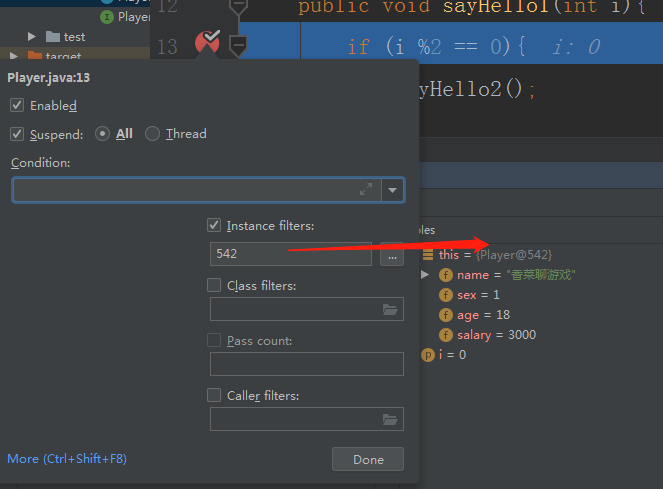 Player
12 public void sayHello1(int i){
Player
test
target
13 if (i %2 == 0){ i: 0
Player.java:13
yHello2();
Enabled
Suspend: All Thread
Condition:
Instance filters:
542 ...
Class filters:
Pass count:
Caller filters:
More (Ctrl+Shift+F8) Done
bles
this = {Player@542}
f name = "香菜聊游戏"
f sex = 1
f age = 18
f salary = 3000
p i = 0